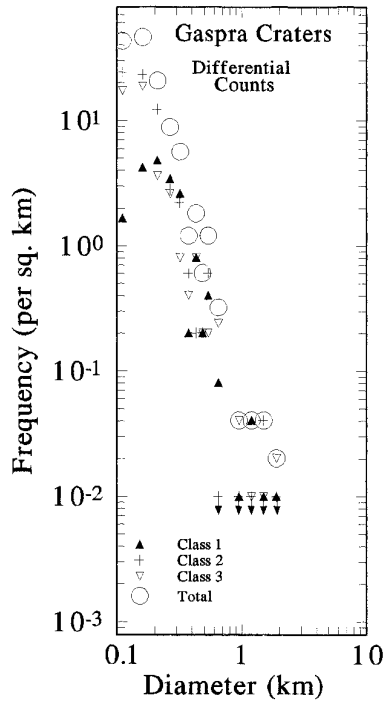 Gaspra Craters
Differential
Counts
Frequency (per sq. km)
10¹
10⁰
10⁻¹
10⁻²
10⁻³
Class 1
Class 2
Class 3
Total
0.1
1
10
Diameter (km)